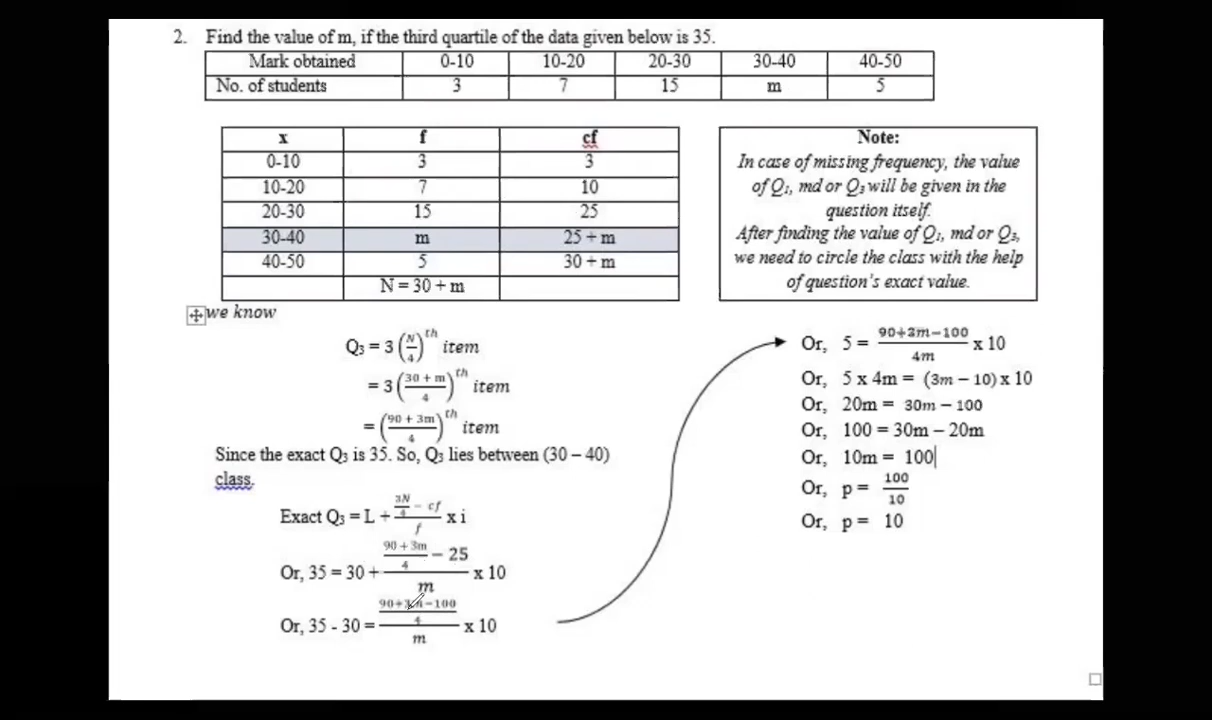 2. Find the value of m, if the third quartile of the data given below is 35.
Mark obtained 0-10 10-20 20-30 30-40 40-50
No. of students 3 7 15 m 5
x f cf
0-10 3 3
10-20 7 10
20-30 15 25
30-40 m 25 + m
40-50 5 30 + m
N = 30 + m
Note:
In case of missing frequency, the value
of Q₁, md or Q₃ will be given in the
question itself.
After finding the value of Q₁, md or Q₃,
we need to circle the class with the help
of question's exact value.
we know
Q₃ = 3 (N/4)^th item
= 3 (30 + m/4)^th item
= (90 + 3m/4)^th item
Since the exact Q₃ is 35. So, Q₃ lies between (30 – 40)
class.
Exact Q₃ = L + (3N/4 – cf)/f x i
Or, 35 = 30 + ((90 + 3m)/4 – 25)/m x 10
Or, 35 - 30 = ((90+3m–100)/4)/m x 10
Or, 5 = (90+3m–100)/4m x 10
Or, 5 x 4m = (3m – 10) x 10
Or, 20m = 30m – 100
Or, 100 = 30m – 20m
Or, 10m = 100
Or, p = 100/10
Or, p = 10